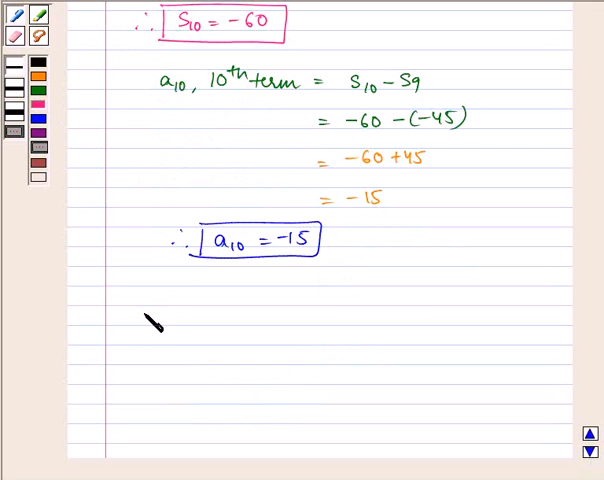 ∴ S₁₀ = -60
a₁₀, 10ᵗʰ term = S₁₀ - S₉
= -60 - (-45)
= -60 + 45
= -15
∴ a₁₀ = -15